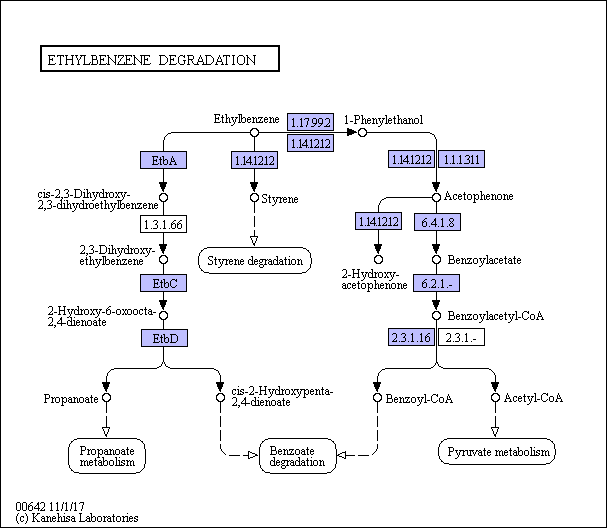 ETHYLBENZENE DEGRADATION
Ethylbenzene
1.17.99.2
1-Phenylethanol
1.14.12.12
EtbA
1.14.12.12
1.14.12.12
1.1.1.311
cis-2,3-Dihydroxy-
2,3-dihydroethylbenzene
Styrene
Acetophenone
1.3.1.66
1.14.12.12
6.4.1.8
2,3-Dihydroxy-
ethylbenzene
Styrene degradation
2-Hydroxy-
acetophenone
Benzoylacetate
EtbC
6.2.1.-
2-Hydroxy-6-oxoocta-
2,4-dienoate
Benzoylacetyl-CoA
EtbD
2.3.1.16
2.3.1.-
Propanoate
cis-2-Hydroxypenta-
2,4-dienoate
Benzoyl-CoA
Acetyl-CoA
Propanoate
metabolism
Benzoate
degradation
Pyruvate metabolism
00642 11/1/17
(c) Kanehisa Laboratories